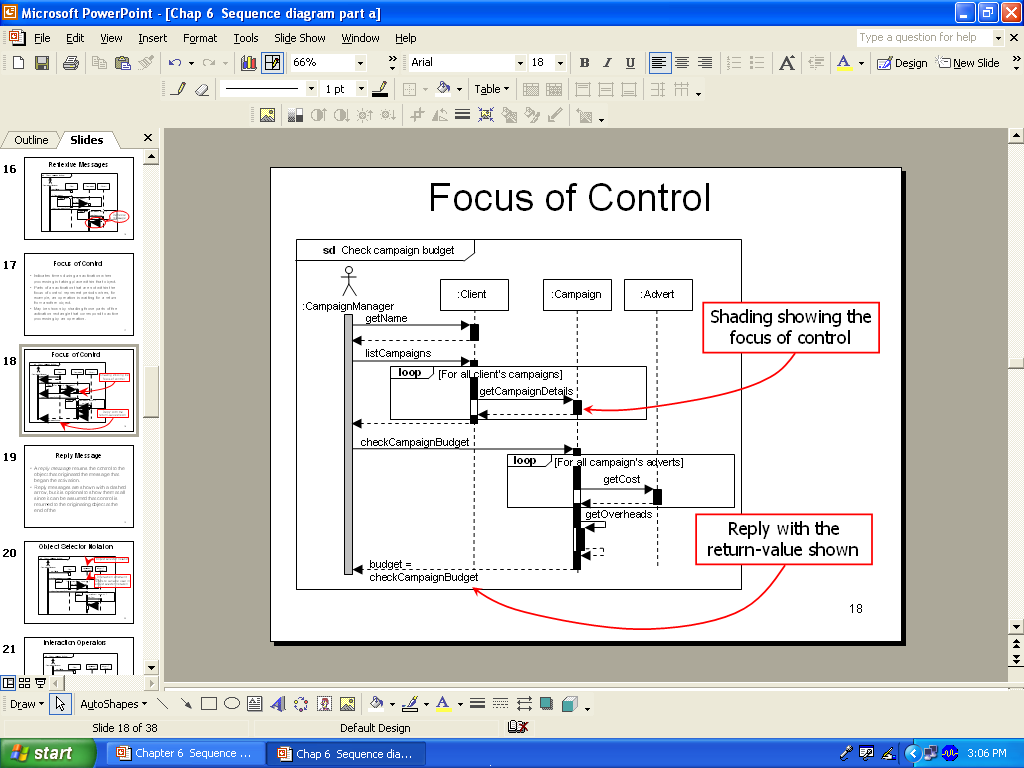 Microsoft PowerPoint - [Chap 6 Sequence diagram part a]
File Edit View Insert Format Tools Slide Show Window Help
Type a question for help
66%
Arial
18
B I U
A
A
Design
New Slide
1 pt
Table
Outline
Slides
16
Reflexive Messages
17
Focus of Control
18
Focus of Control
19
Reply Message
20
Object Selector Notation
21
Interaction Operators
Focus of Control
sd Check campaign budget
:CampaignManager
:Client
:Campaign
:Advert
getName
listCampaigns
loop
[For all client's campaigns]
getCampaignDetails
checkCampaignBudget
loop
[For all campaign's adverts]
getCost
getOverheads
budget =
checkCampaignBudget
Shading showing the
focus of control
Reply with the
return-value shown
18
Draw
AutoShapes
A
Slide 18 of 38
Default Design
start
Chapter 6 Sequence ...
Chap 6 Sequence dia...
3:06 PM